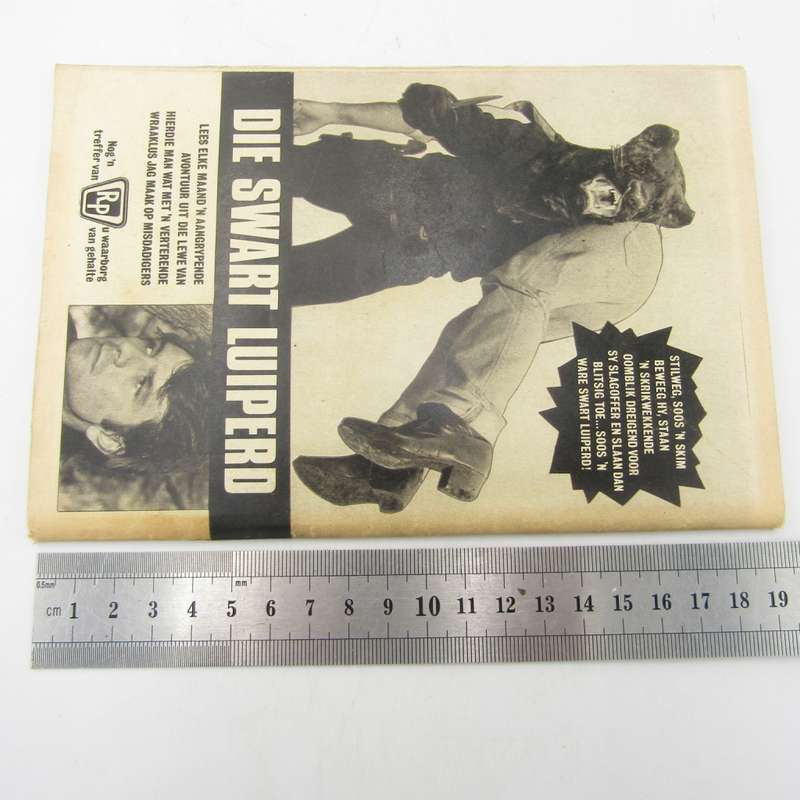 STILWEG, SOOS 'N SKIM
BEWEEG HY, STAAN
'N SKRIKWEKKENDE
OOMBLIK DREIGEND VOOR
SY SLAGOFFER EN SLAAN DAN
BLITSIG TOE... SOOS 'N
WARE SWART LUIPERD!
DIE SWART LUIPERD
LEES ELKE MAAND 'N AANGRYPENDE
AVONTUUR UIT DIE LEWE VAN
HIERDIE MAN WAT MET 'N VERTERENDE
WRAAKLUS JAG MAAK OP MISDADIGERS
Nog 'n
treffer van
Rp
u waarborg
van gehalte
0.5mm
mm
cm 1 2 3 4 5 6 7 8 9 10 11 12 13 14 15 16 17 18 19